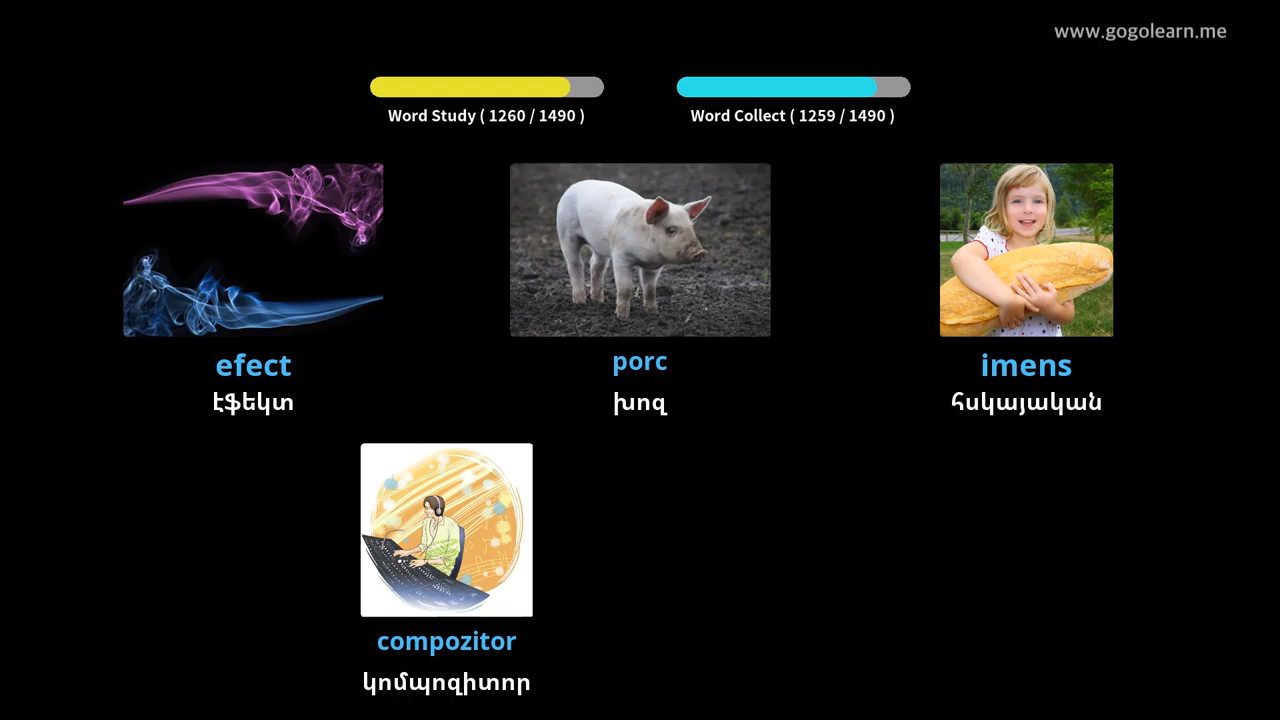 www.gogolearn.me
Word Study ( 1260 / 1490 )
Word Collect ( 1259 / 1490 )
efect
էֆեկտ
porc
խոզ
imens
հսկայական
compozitor
կոմպոզիտոր